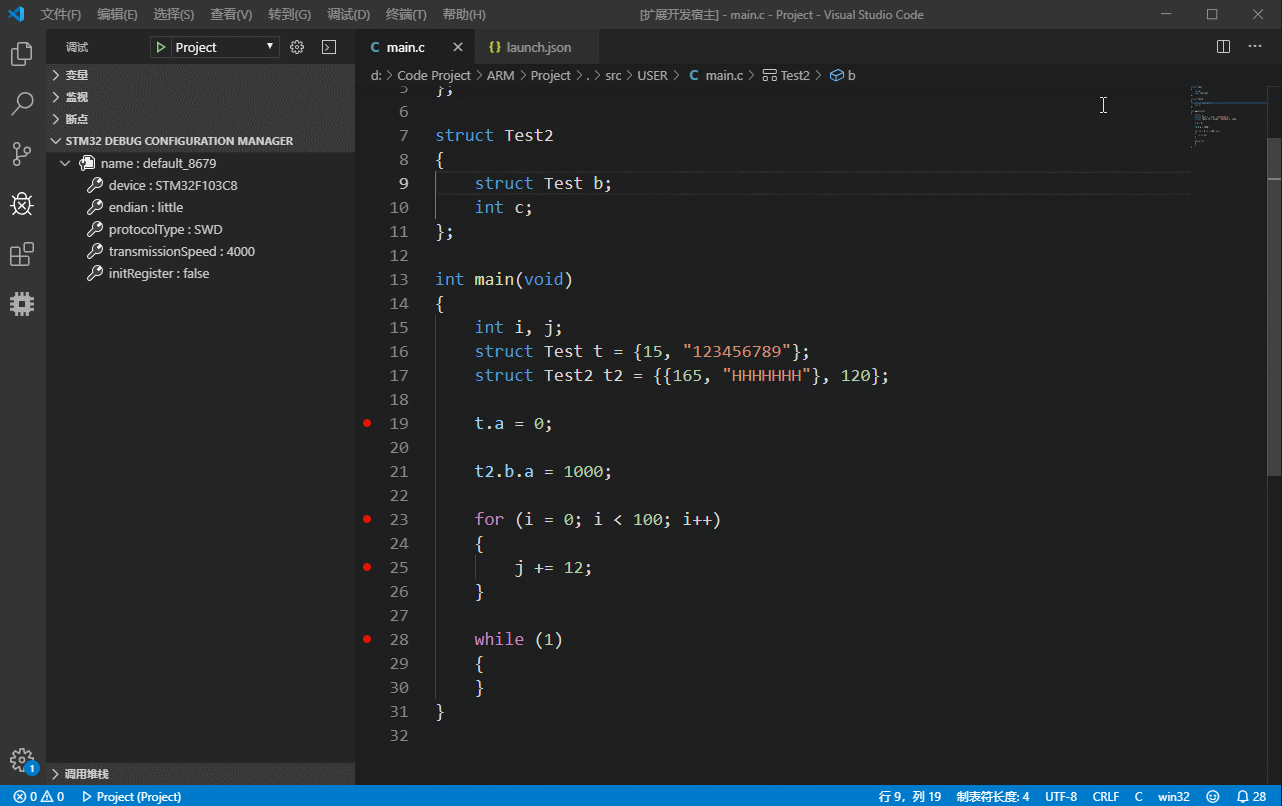 文件(F) 编辑(E) 选择(S) 查看(V) 转到(G) 调试(D) 终端(T) 帮助(H) [扩展开发宿主] - main.c - Project - Visual Studio Code
调试 Project
变量
监视
断点
STM32 DEBUG CONFIGURATION MANAGER
name : default_8679
device : STM32F103C8
endian : little
protocolType : SWD
transmissionSpeed : 4000
initRegister : false
调用堆栈
C main.c {} launch.json
d: > Code Project > ARM > Project > . > src > USER > C main.c > Test2 > b
5 };
6
7 struct Test2
8 {
9     struct Test b;
10     int c;
11 };
12
13 int main(void)
14 {
15     int i, j;
16     struct Test t = {15, "123456789"};
17     struct Test2 t2 = {{165, "HHHHHHH"}, 120};
18
19     t.a = 0;
20
21     t2.b.a = 1000;
22
23     for (i = 0; i < 100; i++)
24     {
25         j += 12;
26     }
27
28     while (1)
29     {
30     }
31 }
32
1
0 0 Project (Project) 行 9，列 19 制表符长度: 4 UTF-8 CRLF C win32 28